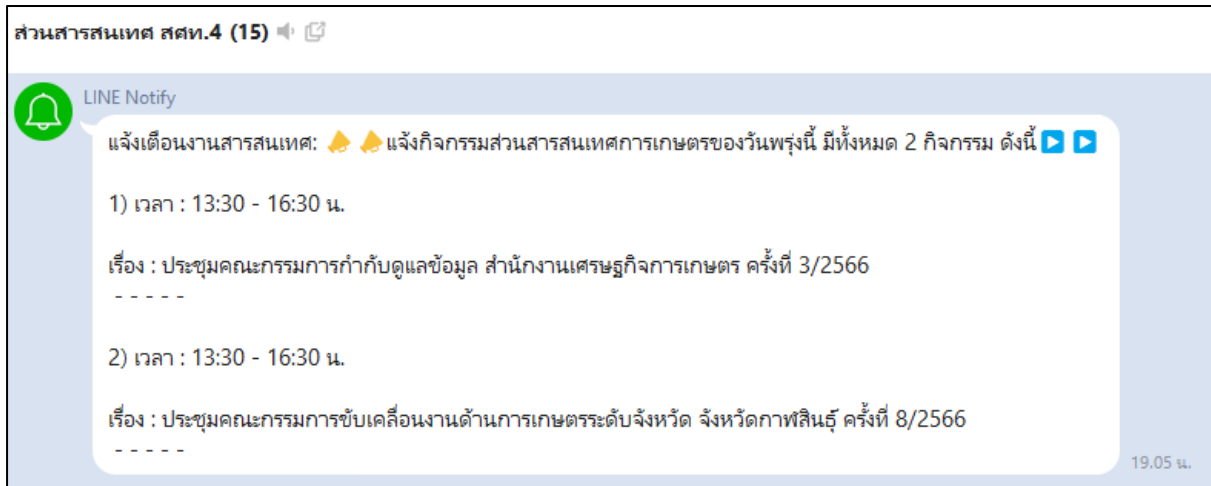 ส่วนสารสนเทศ สศท.4 (15)
LINE Notify
แจ้งเตือนงานสารสนเทศ: 📣 📣แจ้งกิจกรรมส่วนสารสนเทศการเกษตรของวันพรุ่งนี้ มีทั้งหมด 2 กิจกรรม ดังนี้▶️ ▶️
1) เวลา : 13:30 - 16:30 น.
เรื่อง : ประชุมคณะกรรมการกำกับดูแลข้อมูล สำนักงานเศรษฐกิจการเกษตร ครั้งที่ 3/2566
- - - - -
2) เวลา : 13:30 - 16:30 น.
เรื่อง : ประชุมคณะกรรมการขับเคลื่อนงานด้านการเกษตรระดับจังหวัด จังหวัดกาฬสินธุ์ ครั้งที่ 8/2566
- - - - -
19.05 น.